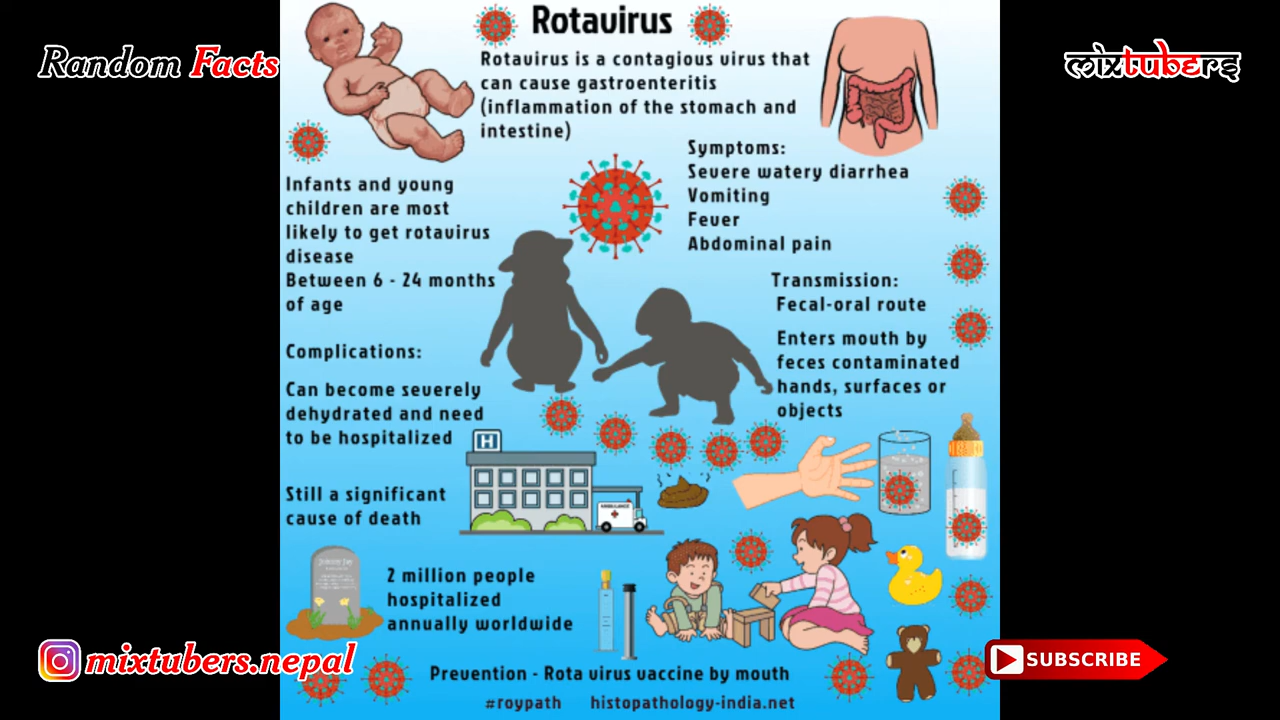 Random Facts
mixtubers
Rotavirus
Rotavirus is a contagious virus that
can cause gastroenteritis
(inflammation of the stomach and
intestine)
Symptoms:
Severe watery diarrhea
Vomiting
Fever
Abdominal pain
Infants and young
children are most
likely to get rotavirus
disease
Between 6 - 24 months
of age
Transmission:
Fecal-oral route
Enters mouth by
feces contaminated
hands, surfaces or
objects
Complications:
Can become severely
dehydrated and need
to be hospitalized
H
AMBULANCE
Still a significant
cause of death
2 million people
hospitalized
annually worldwide
mixtubers.nepal
SUBSCRIBE
Prevention - Rota virus vaccine by mouth
#roypath histopathology-india.net